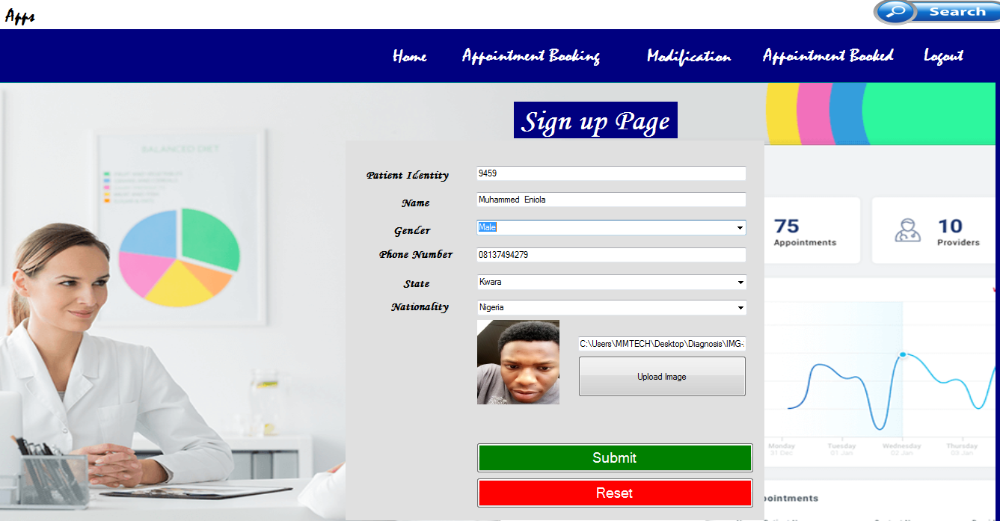 Apps
Search
Home Appointment Booking Modification Appointment Booked Logout
Sign up Page
BALANCED DIET
Patient Identity 9459
Name Muhammed Eniola
Gender Male
Phone Number 08137494279
State Kwara
Nationality Nigeria
C:\Users\MMTECH\Desktop\Diagnosis\IMG-
Upload Image
Submit
Reset
75
Appointments
10
Providers
Monday Tuesday Wednesday Thursday
31 Dec 01 Jan 02 Jan 03 Jan
pointments